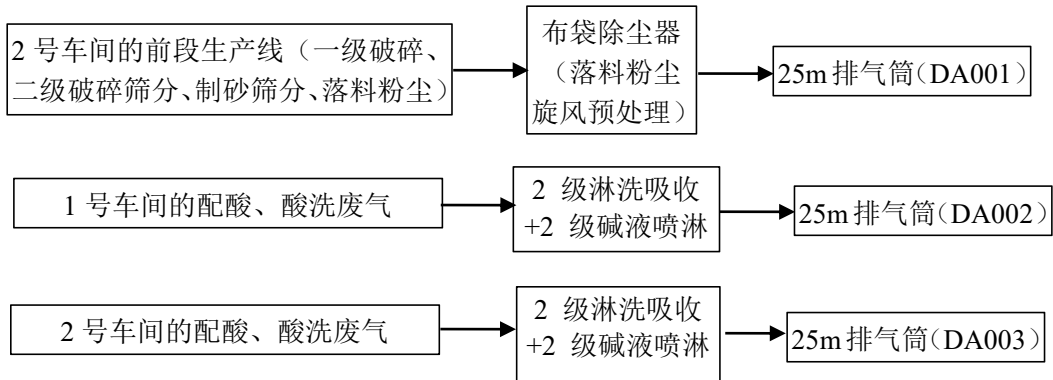 2 号车间的前段生产线（一级破碎、
二级破碎筛分、制砂筛分、落料粉尘）
布袋除尘器
（落料粉尘
旋风预处理）
25m 排气筒（DA001）
1 号车间的配酸、酸洗废气
2 级淋洗吸收
+2 级碱液喷淋
25m 排气筒（DA002）
2 号车间的配酸、酸洗废气
2 级淋洗吸收
+2 级碱液喷淋
25m 排气筒（DA003）